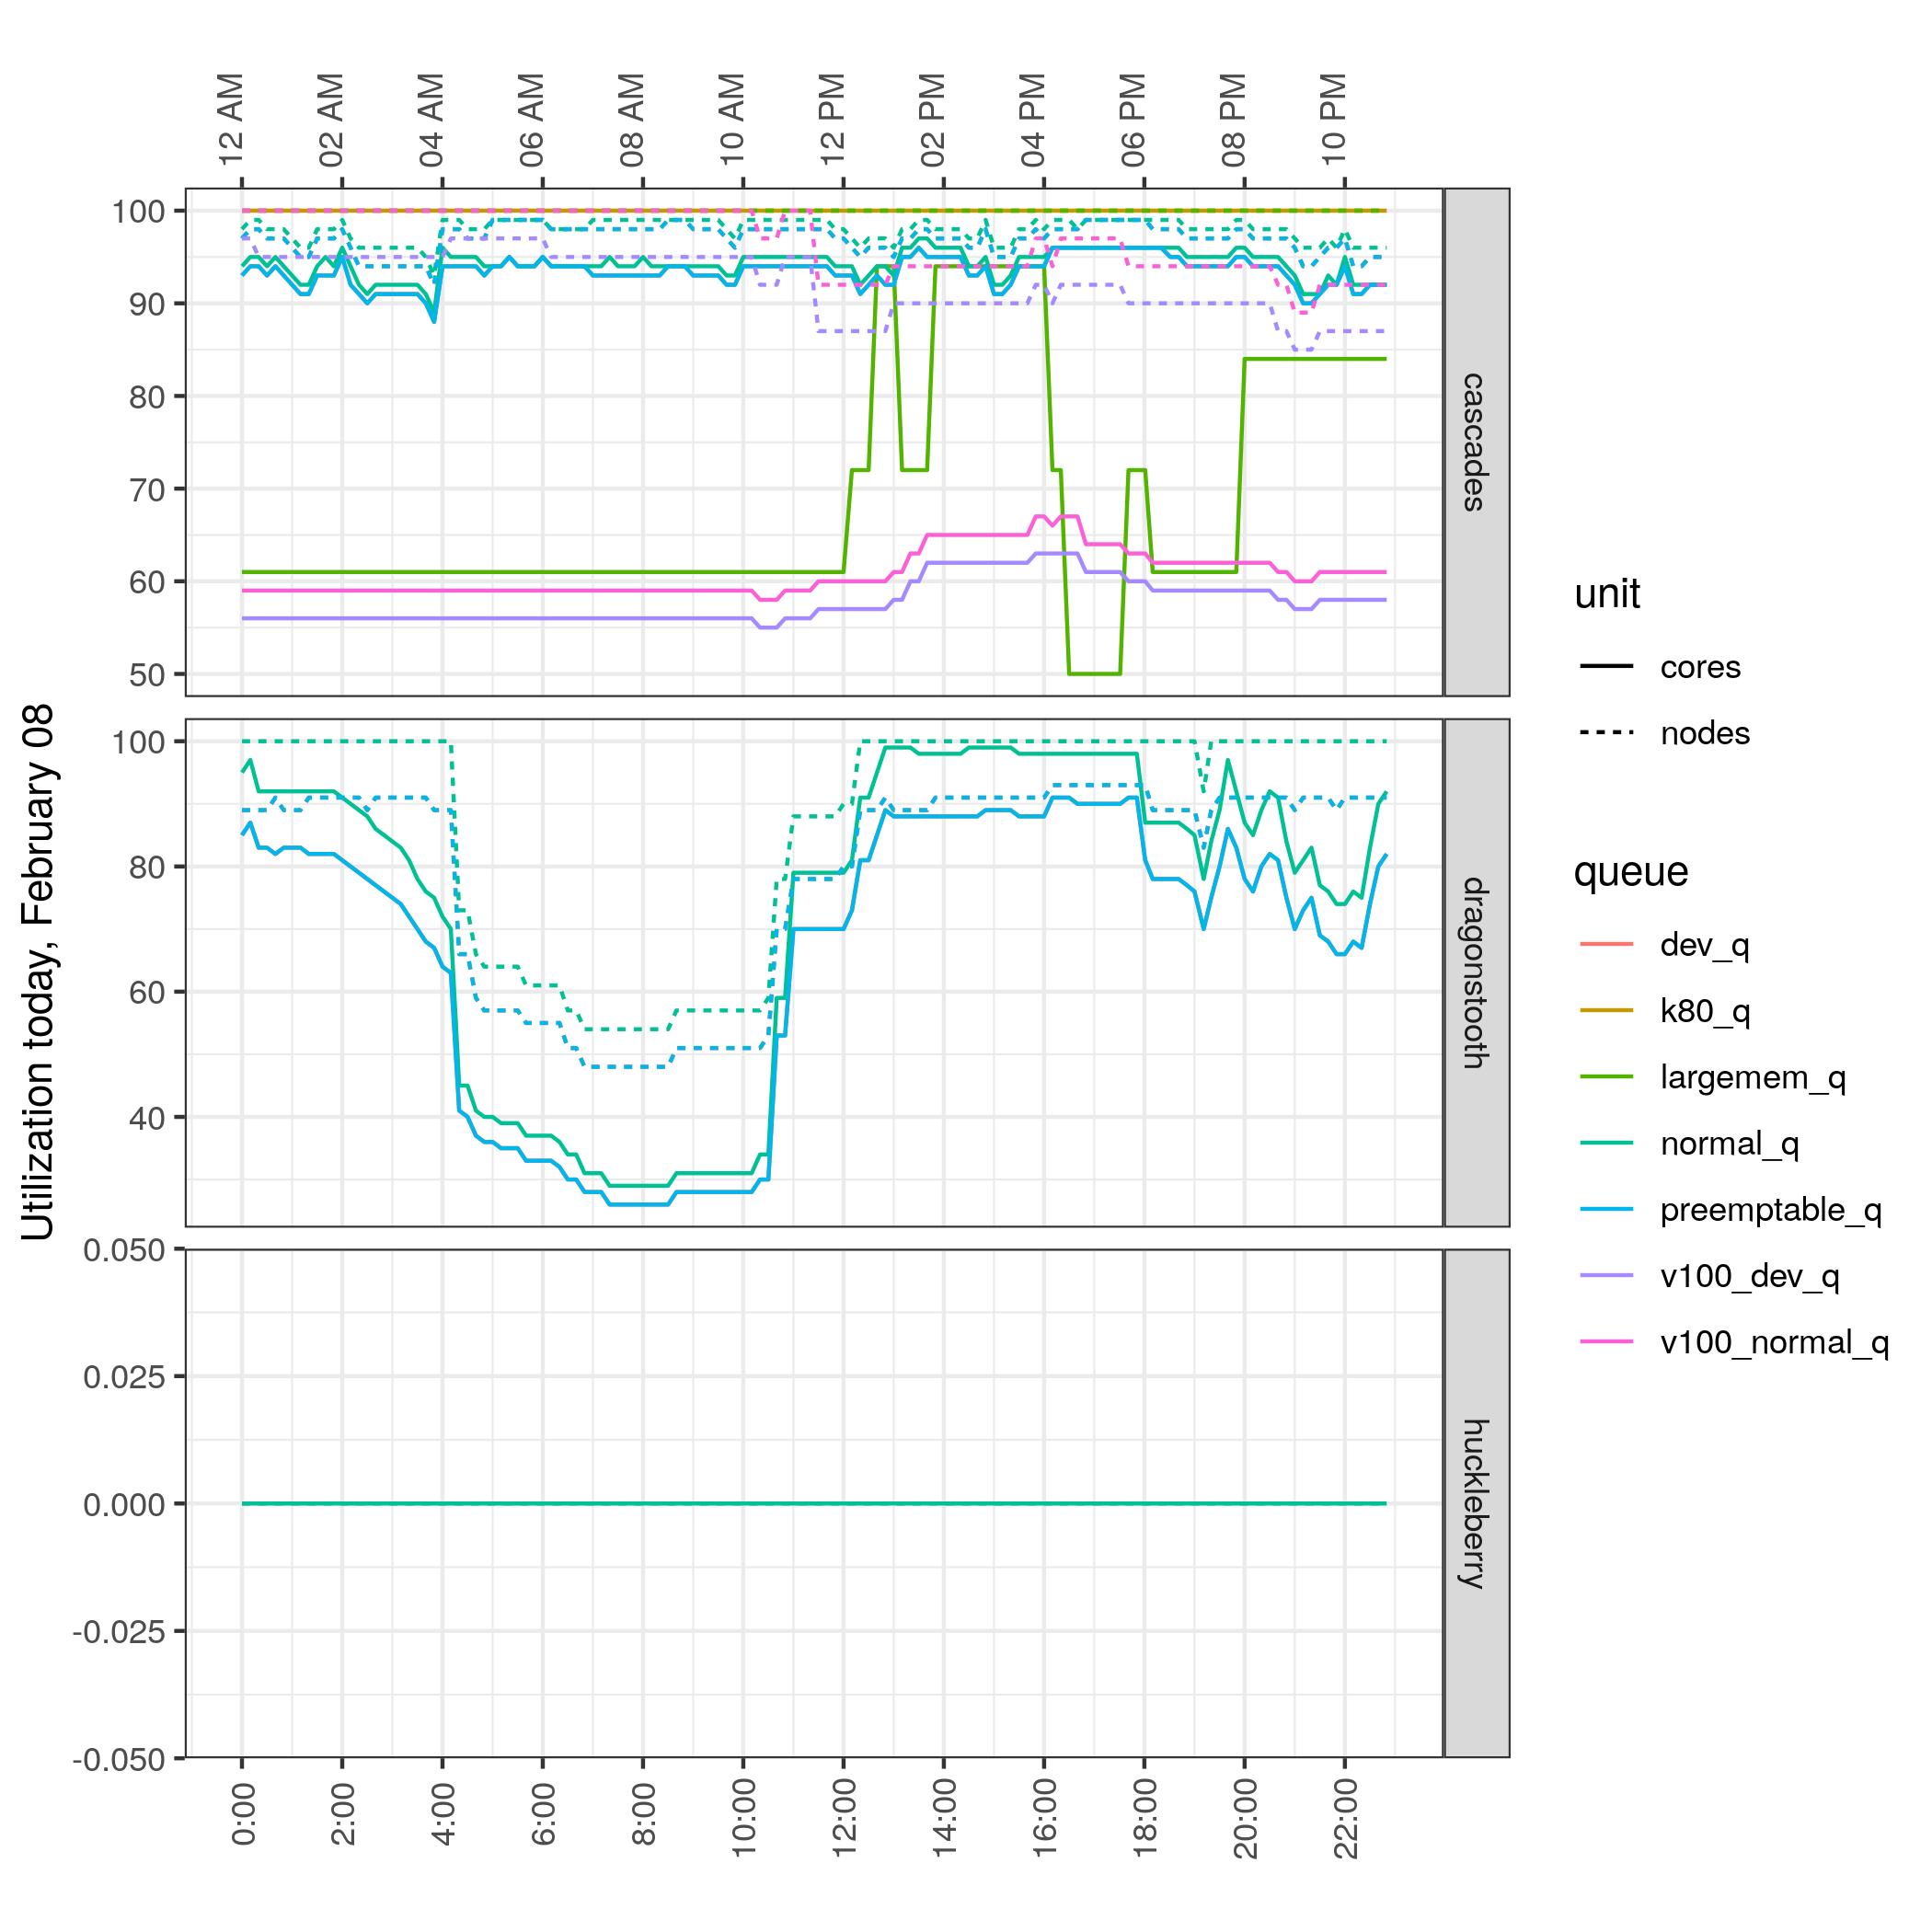 12 AM
02 AM
04 AM
06 AM
08 AM
10 AM
12 PM
02 PM
04 PM
06 PM
08 PM
10 PM
Utilization today, February 08
100
90
80
70
60
50
cascades
100
80
60
40
dragonstooth
0.050
0.025
0.000
-0.025
-0.050
huckleberry
0:00
2:00
4:00
6:00
8:00
10:00
12:00
14:00
16:00
18:00
20:00
22:00
unit
cores
nodes
queue
dev_q
k80_q
largemem_q
normal_q
preemptable_q
v100_dev_q
v100_normal_q